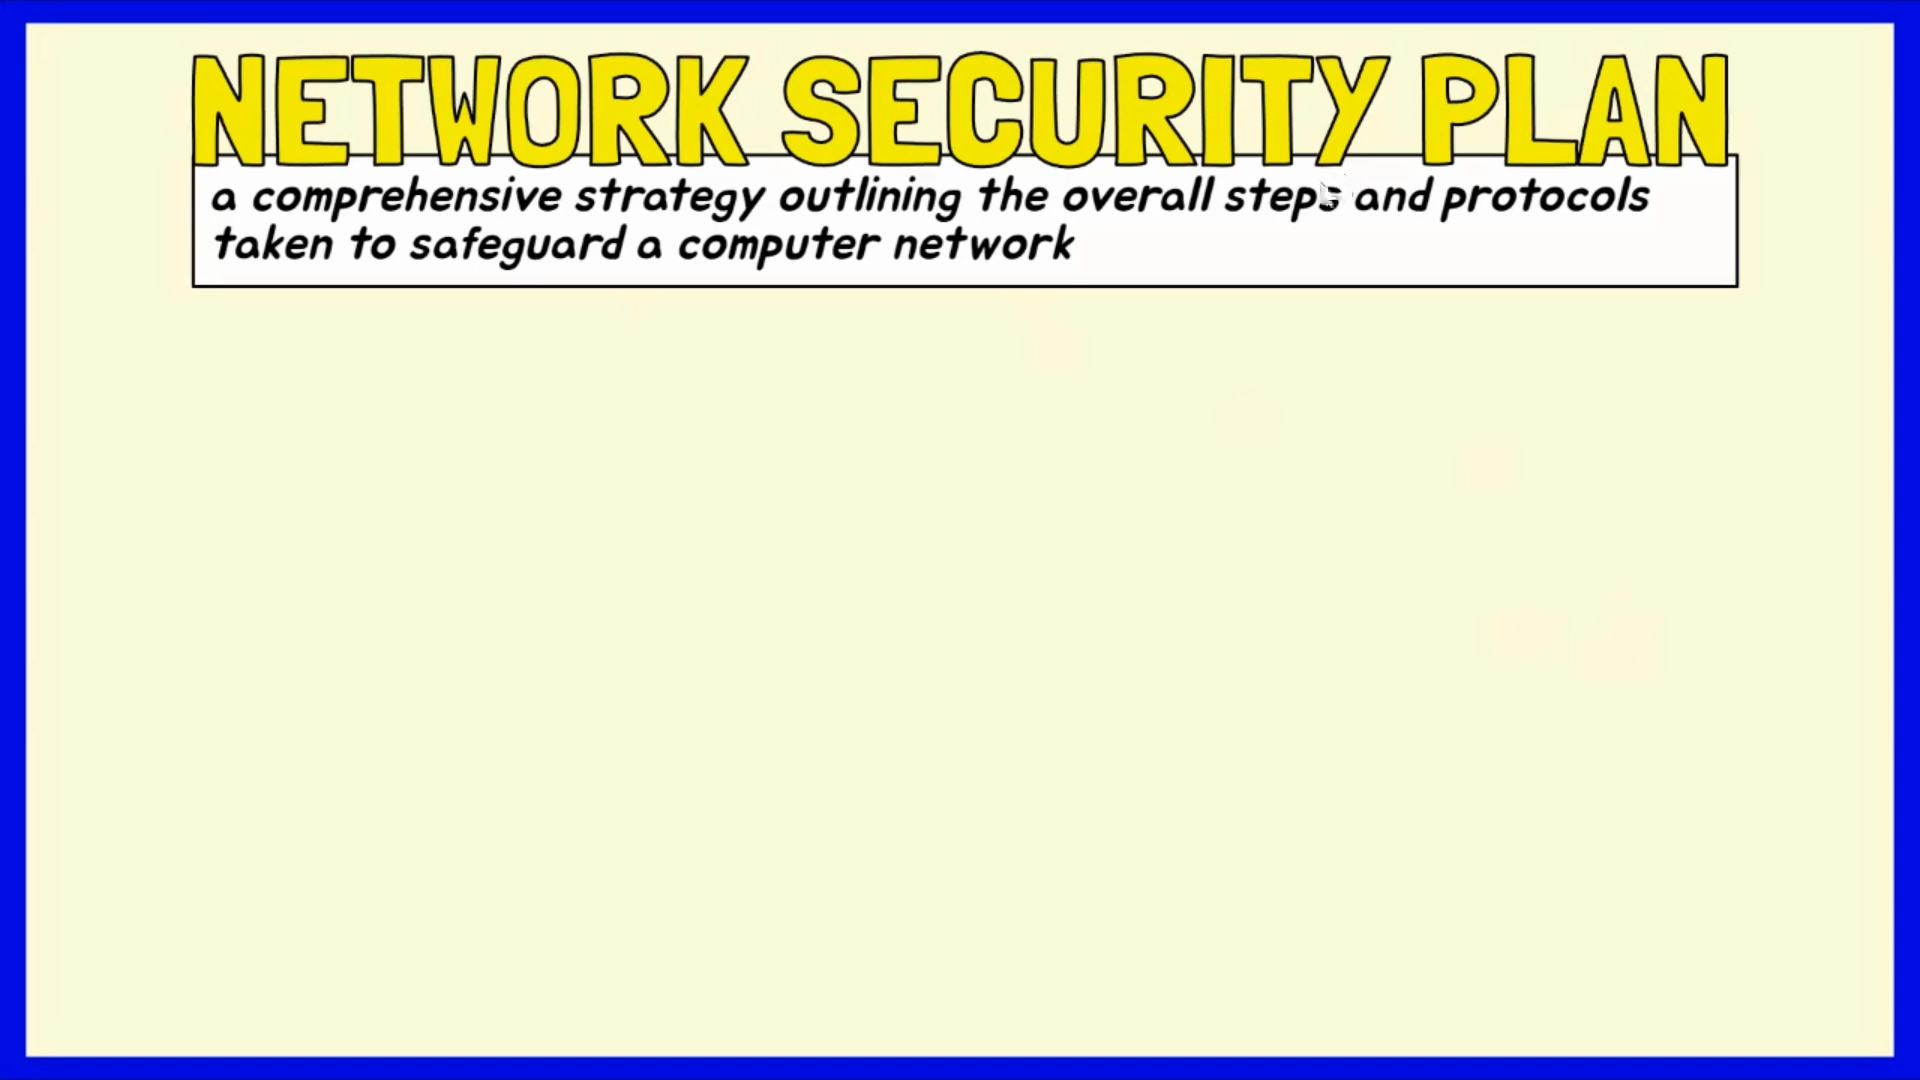 NETWORK SECURITY PLAN
a comprehensive strategy outlining the overall steps and protocols
taken to safeguard a computer network